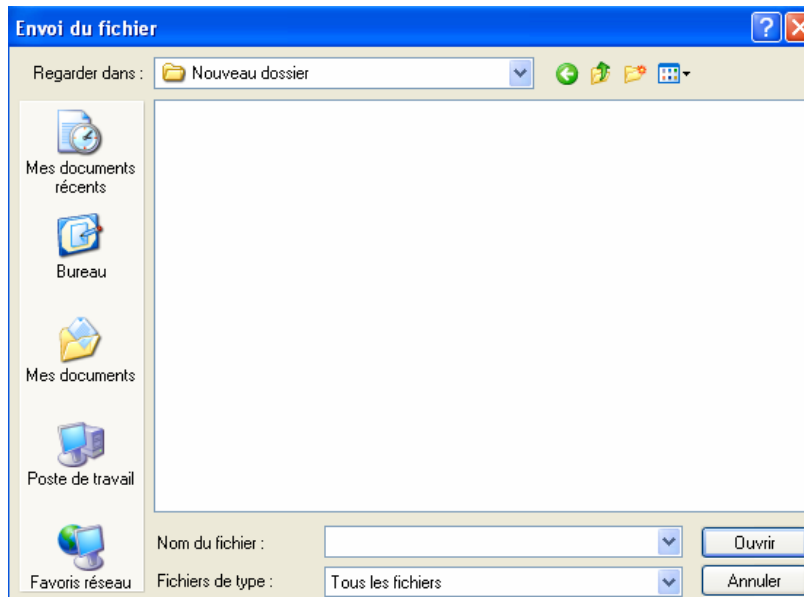 Envoi du fichier
Regarder dans :
Nouveau dossier
Mes documents
récents
Bureau
Mes documents
Poste de travail
Favoris réseau
Nom du fichier :
Ouvrir
Fichiers de type :
Tous les fichiers
Annuler